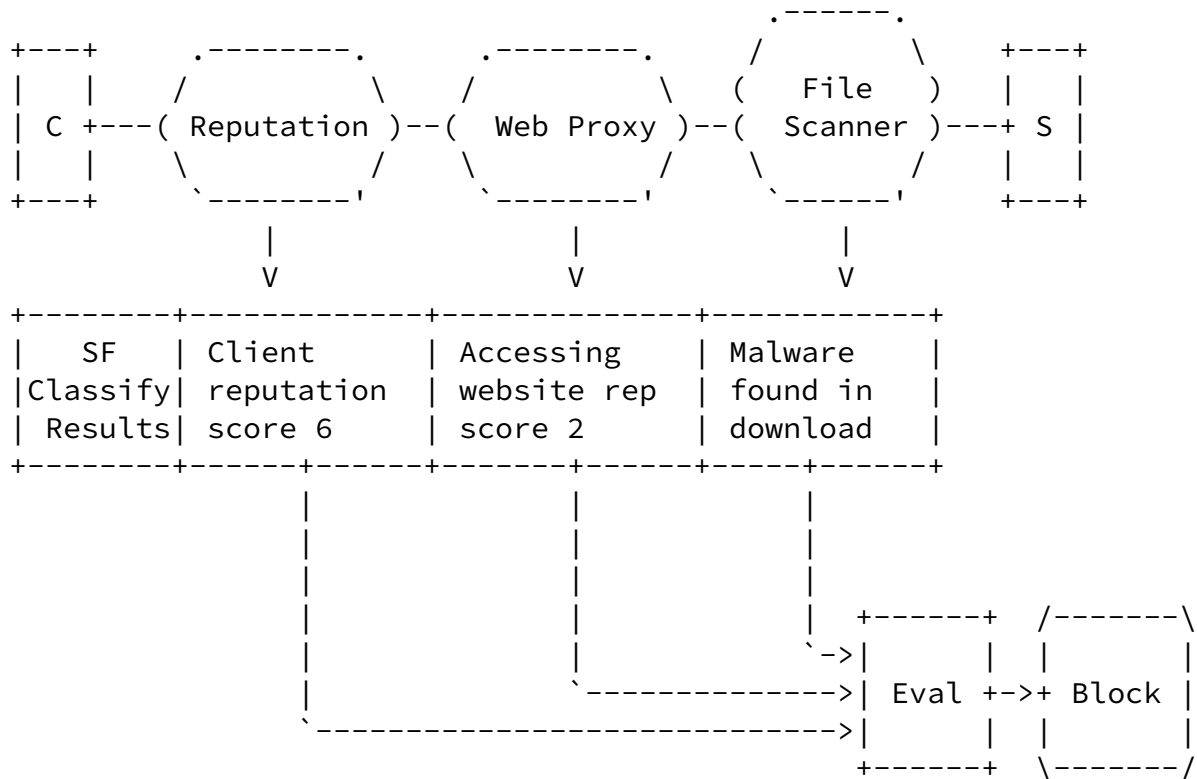 File
C Reputation Web Proxy Scanner S
V V V
SF Client Accessing Malware
Classify reputation website rep found in
Results score 6 score 2 download
Eval Block